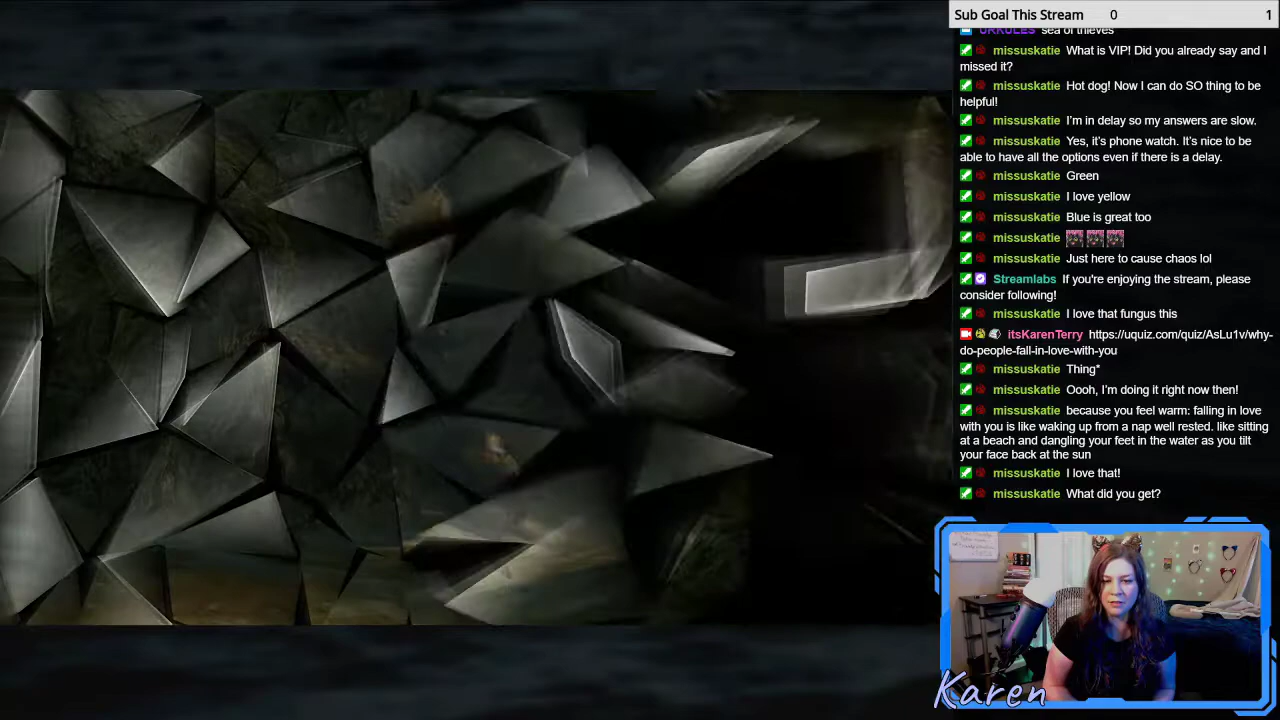 Sub Goal This Stream 0 1
URKULES sea of thieves
missuskatie What is VIP! Did you already say and I
missed it?
missuskatie Hot dog! Now I can do SO thing to be
helpful!
missuskatie I'm in delay so my answers are slow.
missuskatie Yes, it's phone watch. It's nice to be
able to have all the options even if there is a delay.
missuskatie Green
missuskatie I love yellow
missuskatie Blue is great too
missuskatie
missuskatie Just here to cause chaos lol
Streamlabs If you're enjoying the stream, please
consider following!
missuskatie I love that fungus this
itsKarenTerry https://uquiz.com/quiz/AsLu1v/why-
do-people-fall-in-love-with-you
missuskatie Thing*
missuskatie Oooh, I'm doing it right now then!
missuskatie because you feel warm: falling in love
with you is like waking up from a nap well rested. like sitting
at a beach and dangling your feet in the water as you tilt
your face back at the sun
missuskatie I love that!
missuskatie What did you get?
Karen